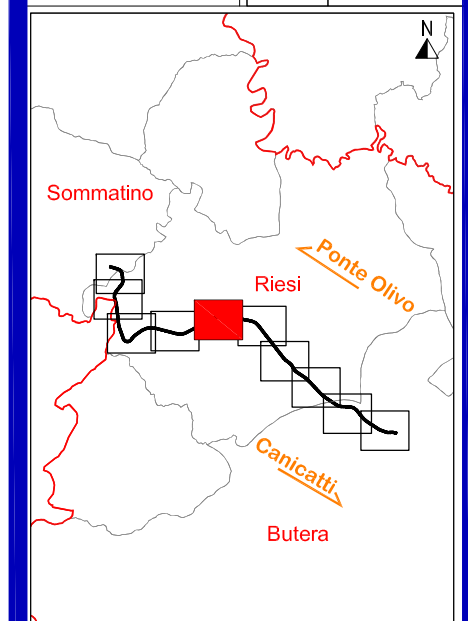 N
Sommatino
Ponte Olivo
Riesi
Canicatti
Butera